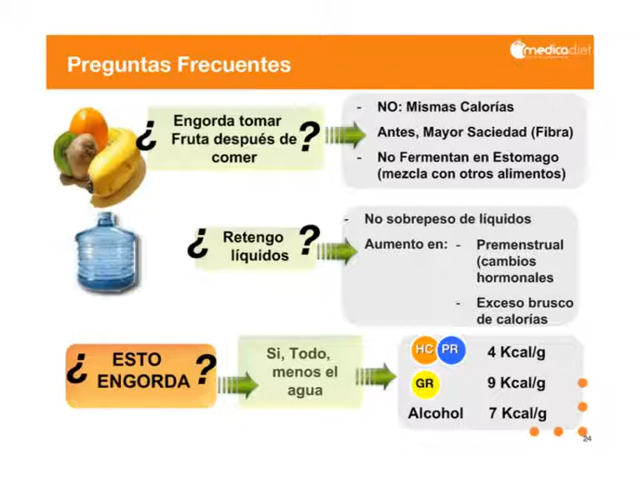 medicadiet
Preguntas Frecuentes
¿ Engorda tomar
Fruta después de
comer ?
- NO: Mismas Calorías
Antes, Mayor Saciedad (Fibra)
- No Fermentan en Estomago
(mezcla con otros alimentos)
¿ Retengo
líquidos ?
- No sobrepeso de líquidos
Aumento en: - Premenstrual
(cambios
hormonales
- Exceso brusco
de calorías
¿ ESTO
ENGORDA ?
Si, Todo,
menos el
agua
HC PR 4 Kcal/g
GR 9 Kcal/g
Alcohol 7 Kcal/g
24